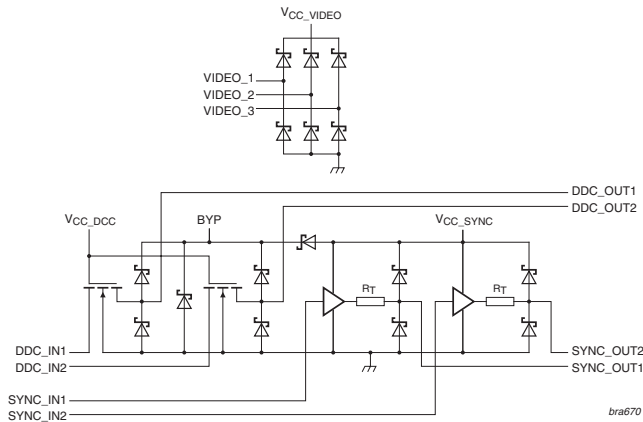 VCC_VIDEO
VIDEO_1
VIDEO_2
VIDEO_3
DDC_OUT1
DDC_OUT2
VCC_DCC
BYP
VCC_SYNC
RT
RT
DDC_IN1
DDC_IN2
SYNC_OUT2
SYNC_OUT1
SYNC_IN1
SYNC_IN2
bra670